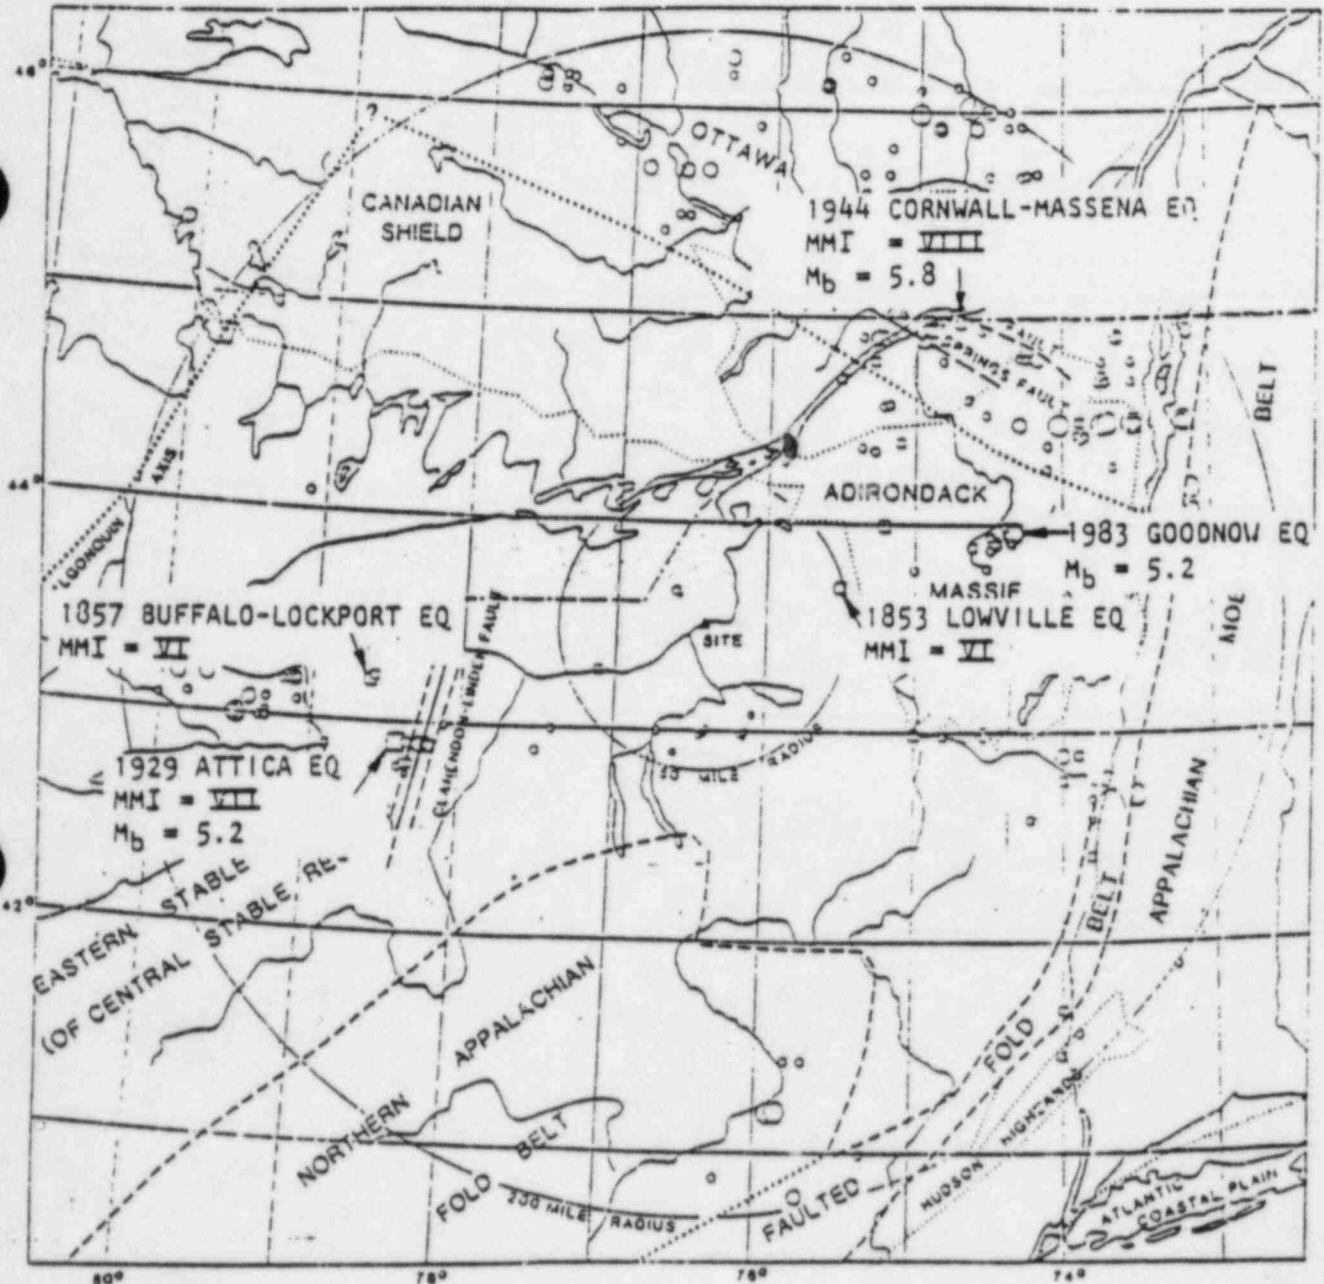 46°
OTTAWA
?
CANADIAN
SHIELD
1944 CORNWALL-MASSENA EQ
MMI = VIII
Mb = 5.8
FAULT
SPRINGS FAULT
BELT
44°
AXIS
ADIRONDACK
1983 GOODNOW EQ
Mb = 5.2
MASSIF
1857 BUFFALO-LOCKPORT EQ
MMI = VI
SITE
1853 LOWVILLE EQ
MMI = VI
CLARENDON-LINDEN FAULT
50 MILE RADIUS
1929 ATTICA EQ
MMI = VII
Mb = 5.2
APPALACHIAN
BELT
42°
EASTERN STABLE
(OF CENTRAL STABLE RE
NORTHERN APPALACHIAN
FOLD BELT
FAULTED FOLD
HUDSON HIGHLANDS
200 MILE RADIUS
ATLANTIC
COASTAL PLAIN
80°
78°
76°
74°